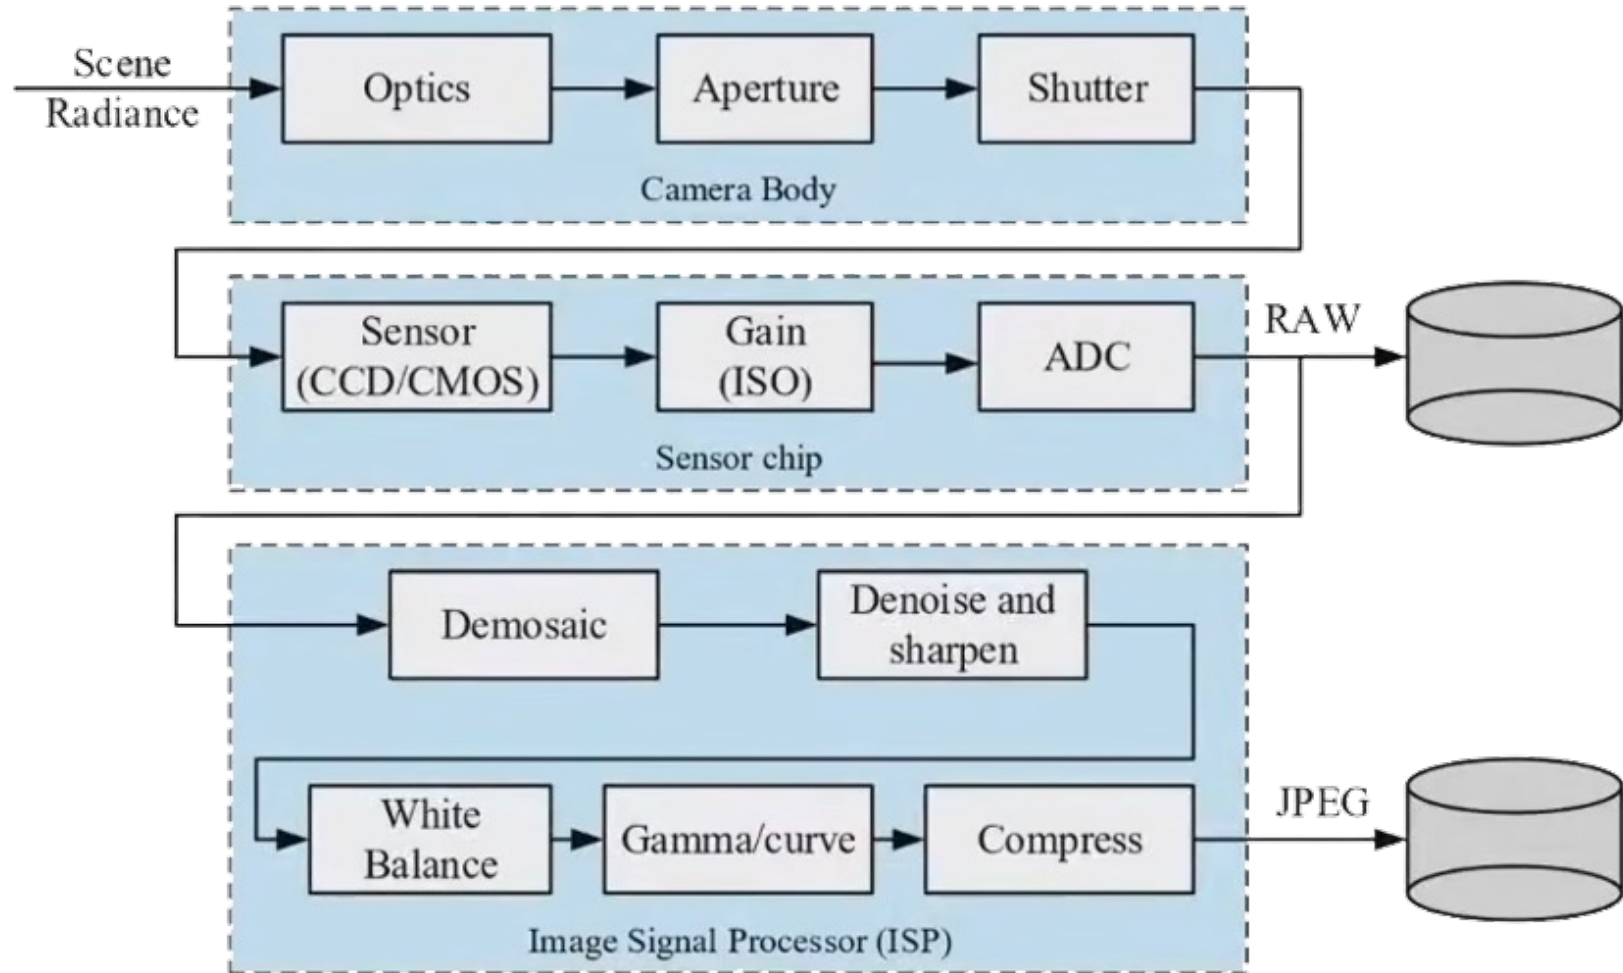 Scene
Radiance
Optics
Aperture
Shutter
Camera Body
Sensor
(CCD/CMOS)
Gain
(ISO)
ADC
RAW
Sensor chip
Demosaic
Denoise and
sharpen
White
Balance
Gamma/curve
Compress
JPEG
Image Signal Processor (ISP)